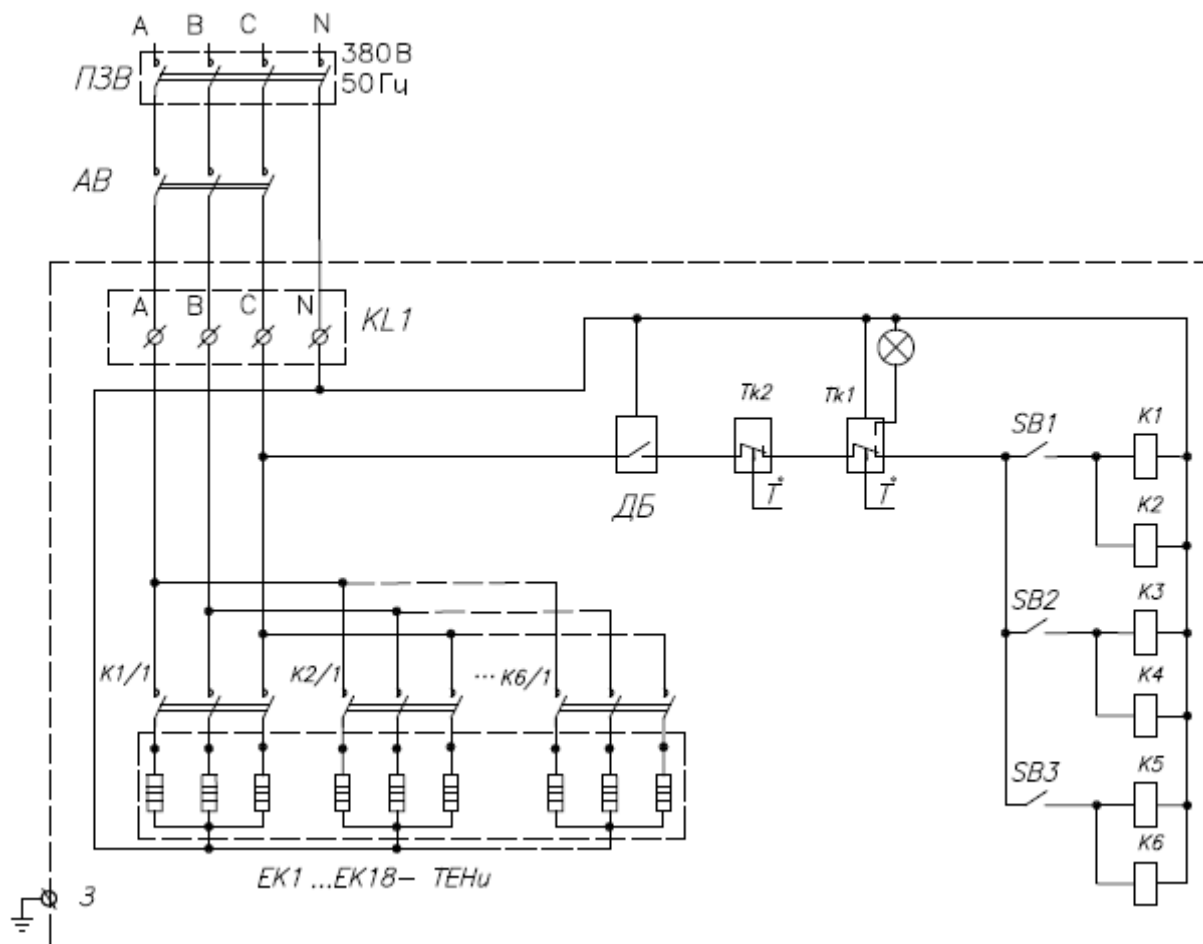 A B C N
380В
ПЗВ 50Гц
АВ
A B C N
KL1
Tk2 Tk1
SB1 K1
T° T°
ДБ
K2
SB2 K3
K1/1 K2/1 ... K6/1 K4
SB3 K5
K6
EK1 ...EK18– ТЕНи
З